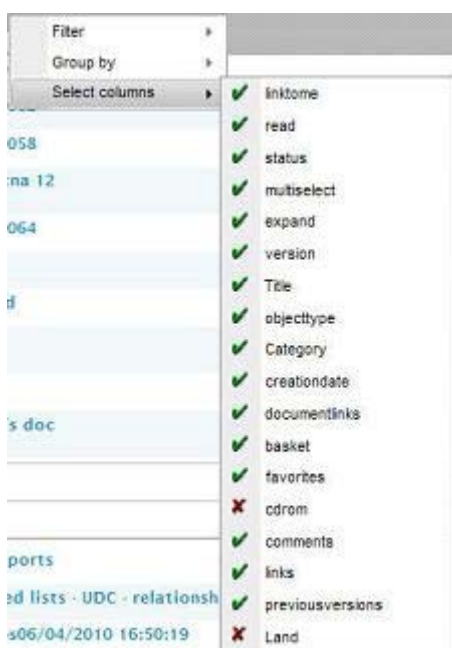 Filter
Group by
Select columns
linktome
058
read
status
na 12
multiselect
064
expand
version
Title
d
objecttype
Category
creationdate
documentlinks
s doc
basket
favorites
cdrom
comments
ports
links
ed lists - UDC - relationsh
previousversions
s06/04/2010 16:50:19
Land